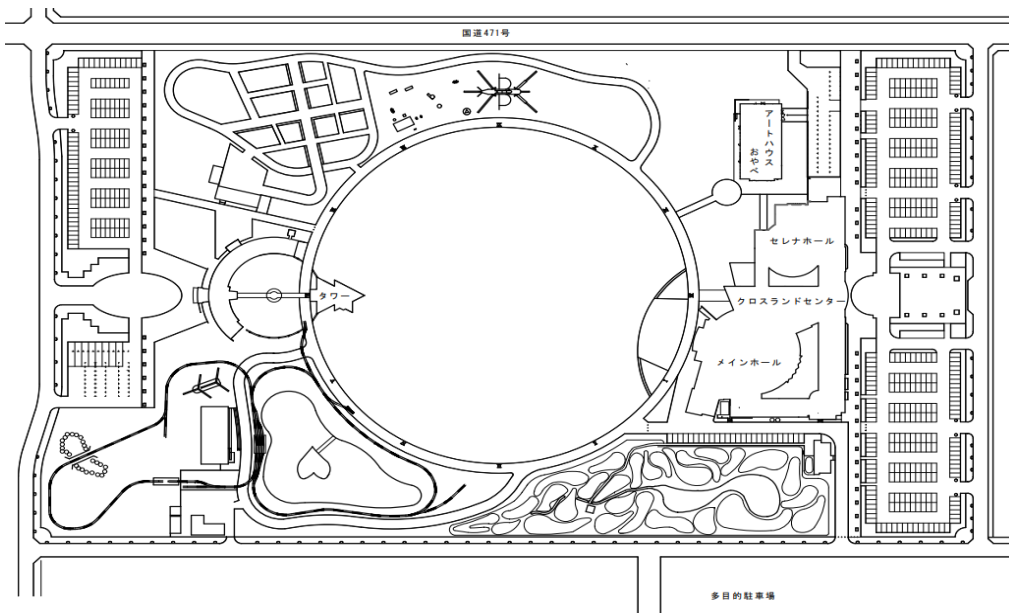 国道471号
アートハウス
おやべ
セレナホール
タワー
クロスランドセンター
メインホール
多目的駐車場